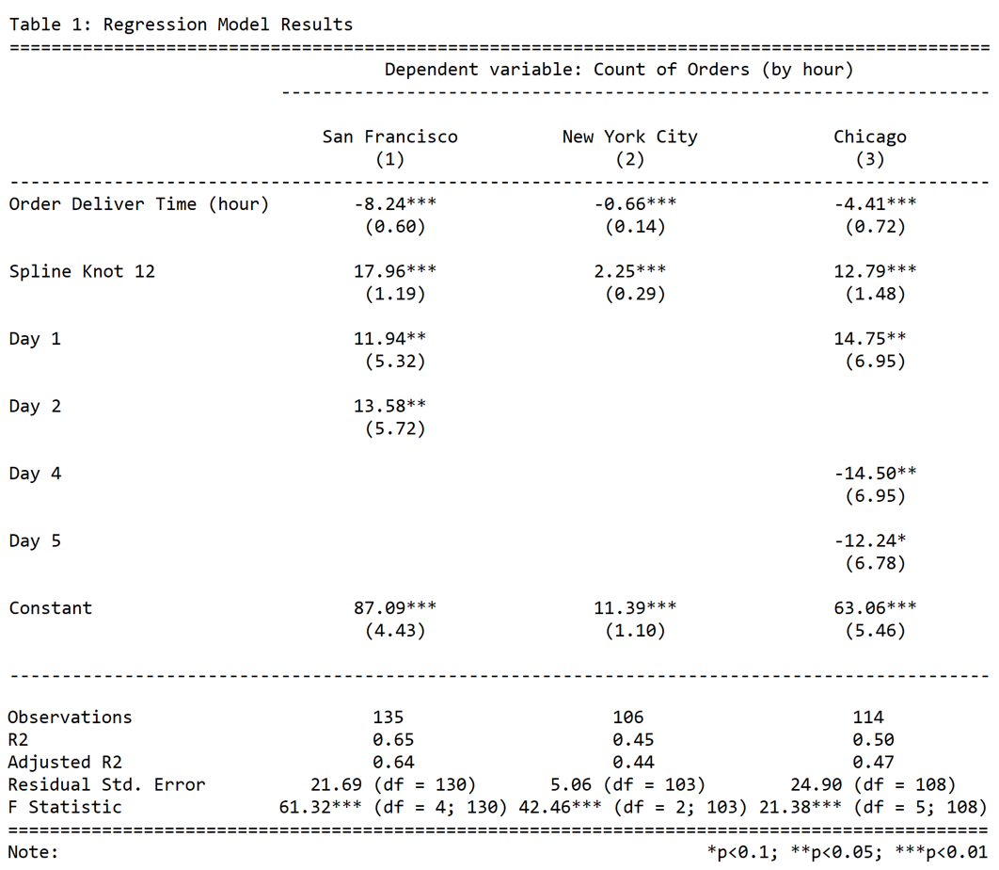 Table 1: Regression Model Results
==============================================================================================
Dependent variable: Count of Orders (by hour)
--------------------------------------------------------------------
San Francisco New York City Chicago
(1) (2) (3)
----------------------------------------------------------------------------------------------
Order Deliver Time (hour) -8.24*** -0.66*** -4.41***
(0.60) (0.14) (0.72)
Spline Knot 12 17.96*** 2.25*** 12.79***
(1.19) (0.29) (1.48)
Day 1 11.94** 14.75**
(5.32) (6.95)
Day 2 13.58**
(5.72)
Day 4 -14.50**
(6.95)
Day 5 -12.24*
(6.78)
Constant 87.09*** 11.39*** 63.06***
(4.43) (1.10) (5.46)
----------------------------------------------------------------------------------------------
Observations 135 106 114
R2 0.65 0.45 0.50
Adjusted R2 0.64 0.44 0.47
Residual Std. Error 21.69 (df = 130) 5.06 (df = 103) 24.90 (df = 108)
F Statistic 61.32*** (df = 4; 130) 42.46*** (df = 2; 103) 21.38*** (df = 5; 108)
==============================================================================================
Note: *p<0.1; **p<0.05; ***p<0.01